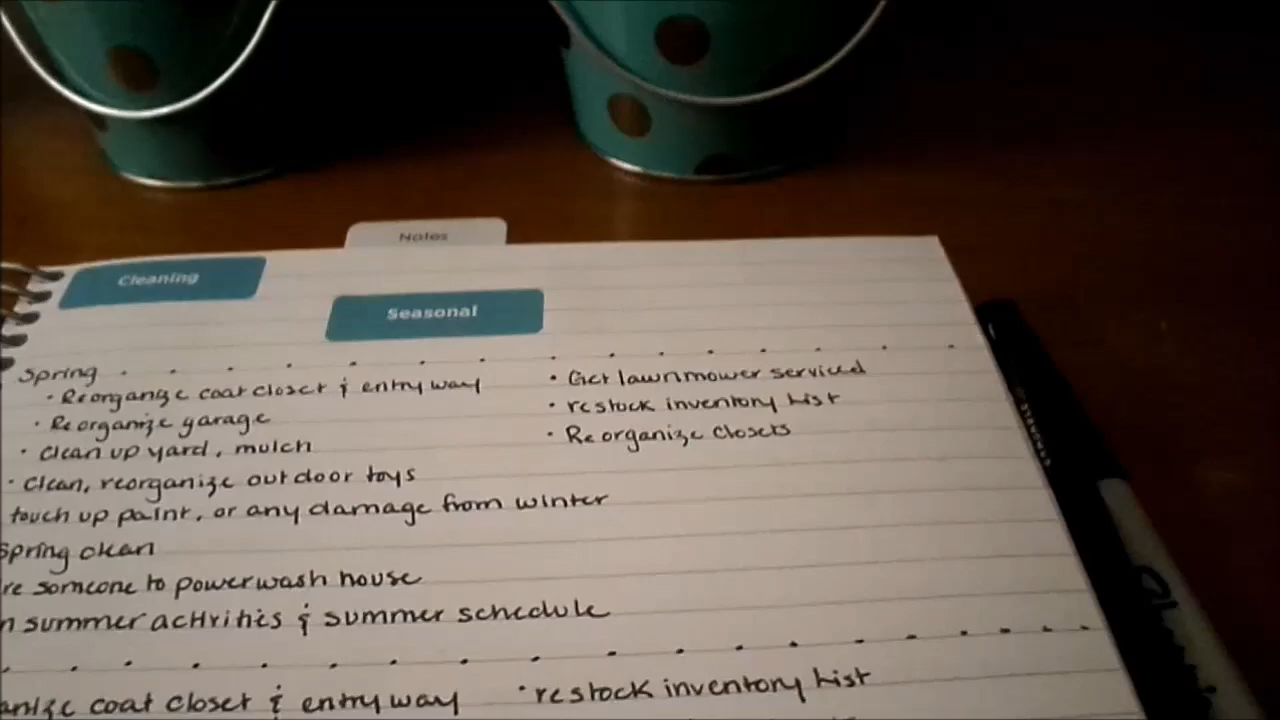 Notes
Cleaning
Seasonal
Spring
• Reorganize coat closet & entry way
• Reorganize garage
• Clean up yard, mulch
• Clean, reorganize outdoor toys
touch up paint, or any damage from winter
Spring clean
re someone to powerwash house
n summer activities & summer schedule
• Get lawnmower serviced
• restock inventory list
• Reorganize closets
anize coat closet & entry way
• restock inventory list